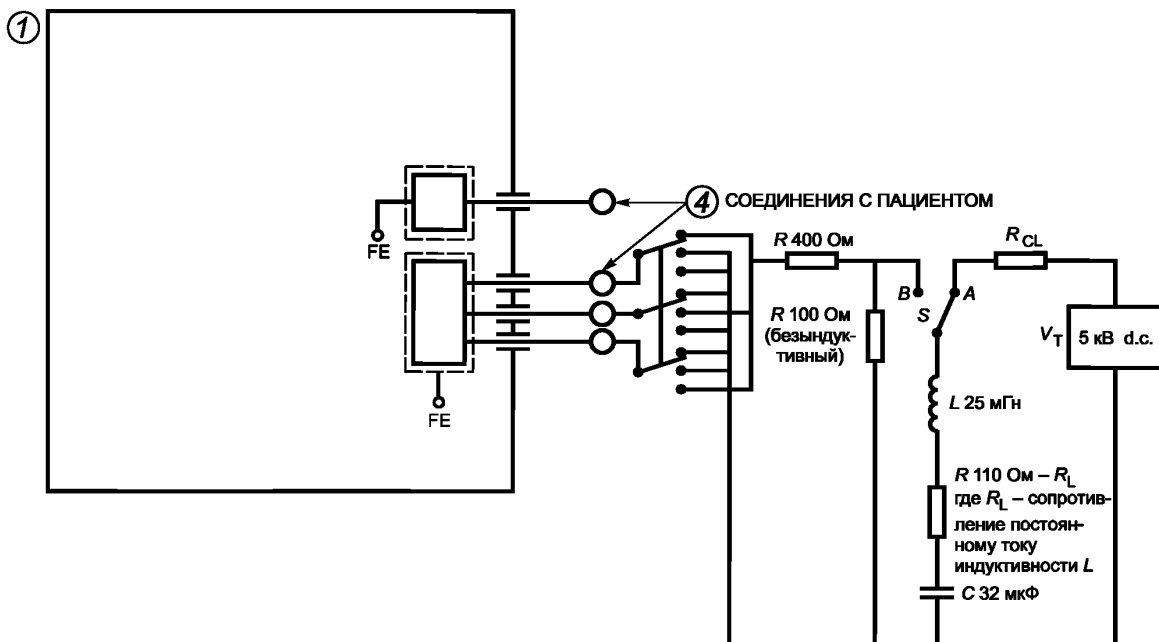 1
4 СОЕДИНЕНИЯ С ПАЦИЕНТОМ
FE
FE
R 400 Ом
R 100 Ом
(безындук-
тивный)
B
S
A
R CL
V T
5 кВ d.c.
L 25 мГн
R 110 Ом – R L
где R L – сопротив-
ление постоян-
ному току
индуктивности L
C 32 мкФ